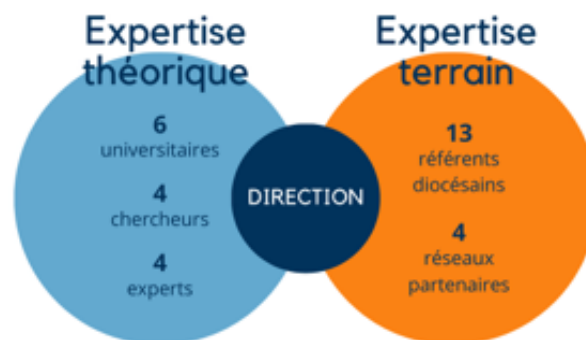 Expertise
théorique
6
universitaires
4
chercheurs
4
experts
DIRECTION
Expertise
terrain
13
référents
diocésains
4
réseaux
partenaires